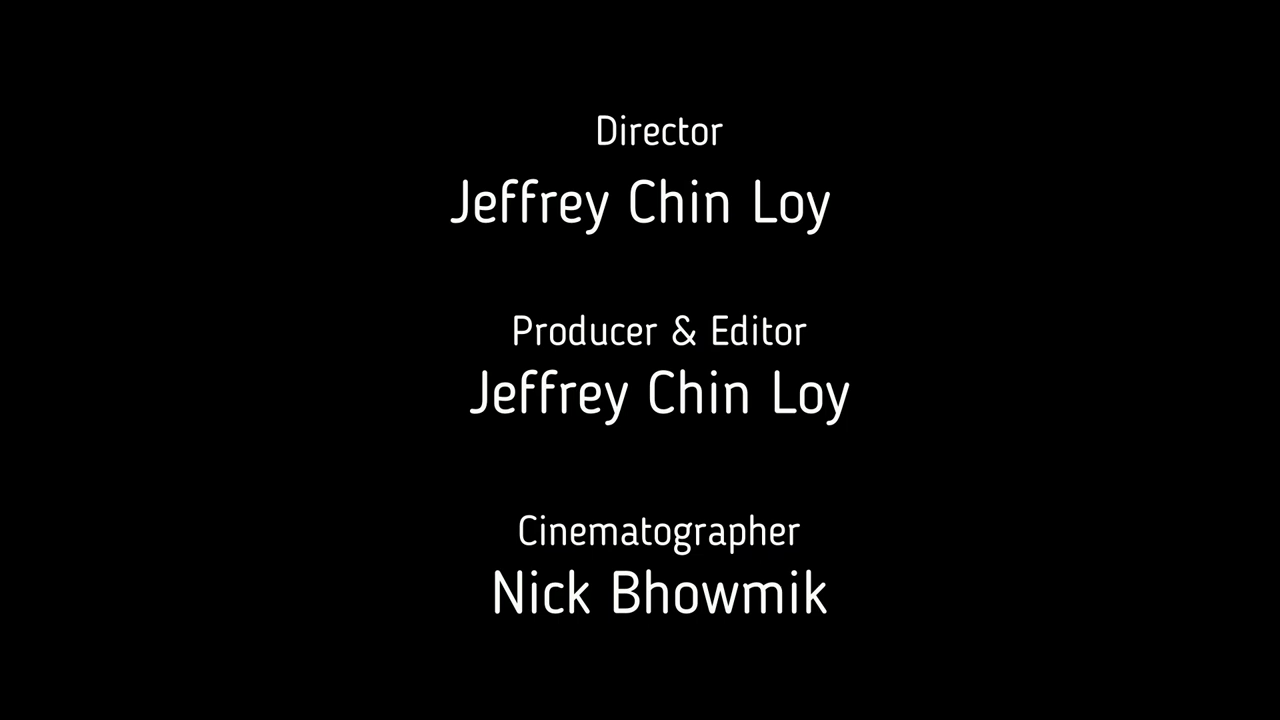 Director
Jeffrey Chin Loy
Producer & Editor
Jeffrey Chin Loy
Cinematographer
Nick Bhowmik